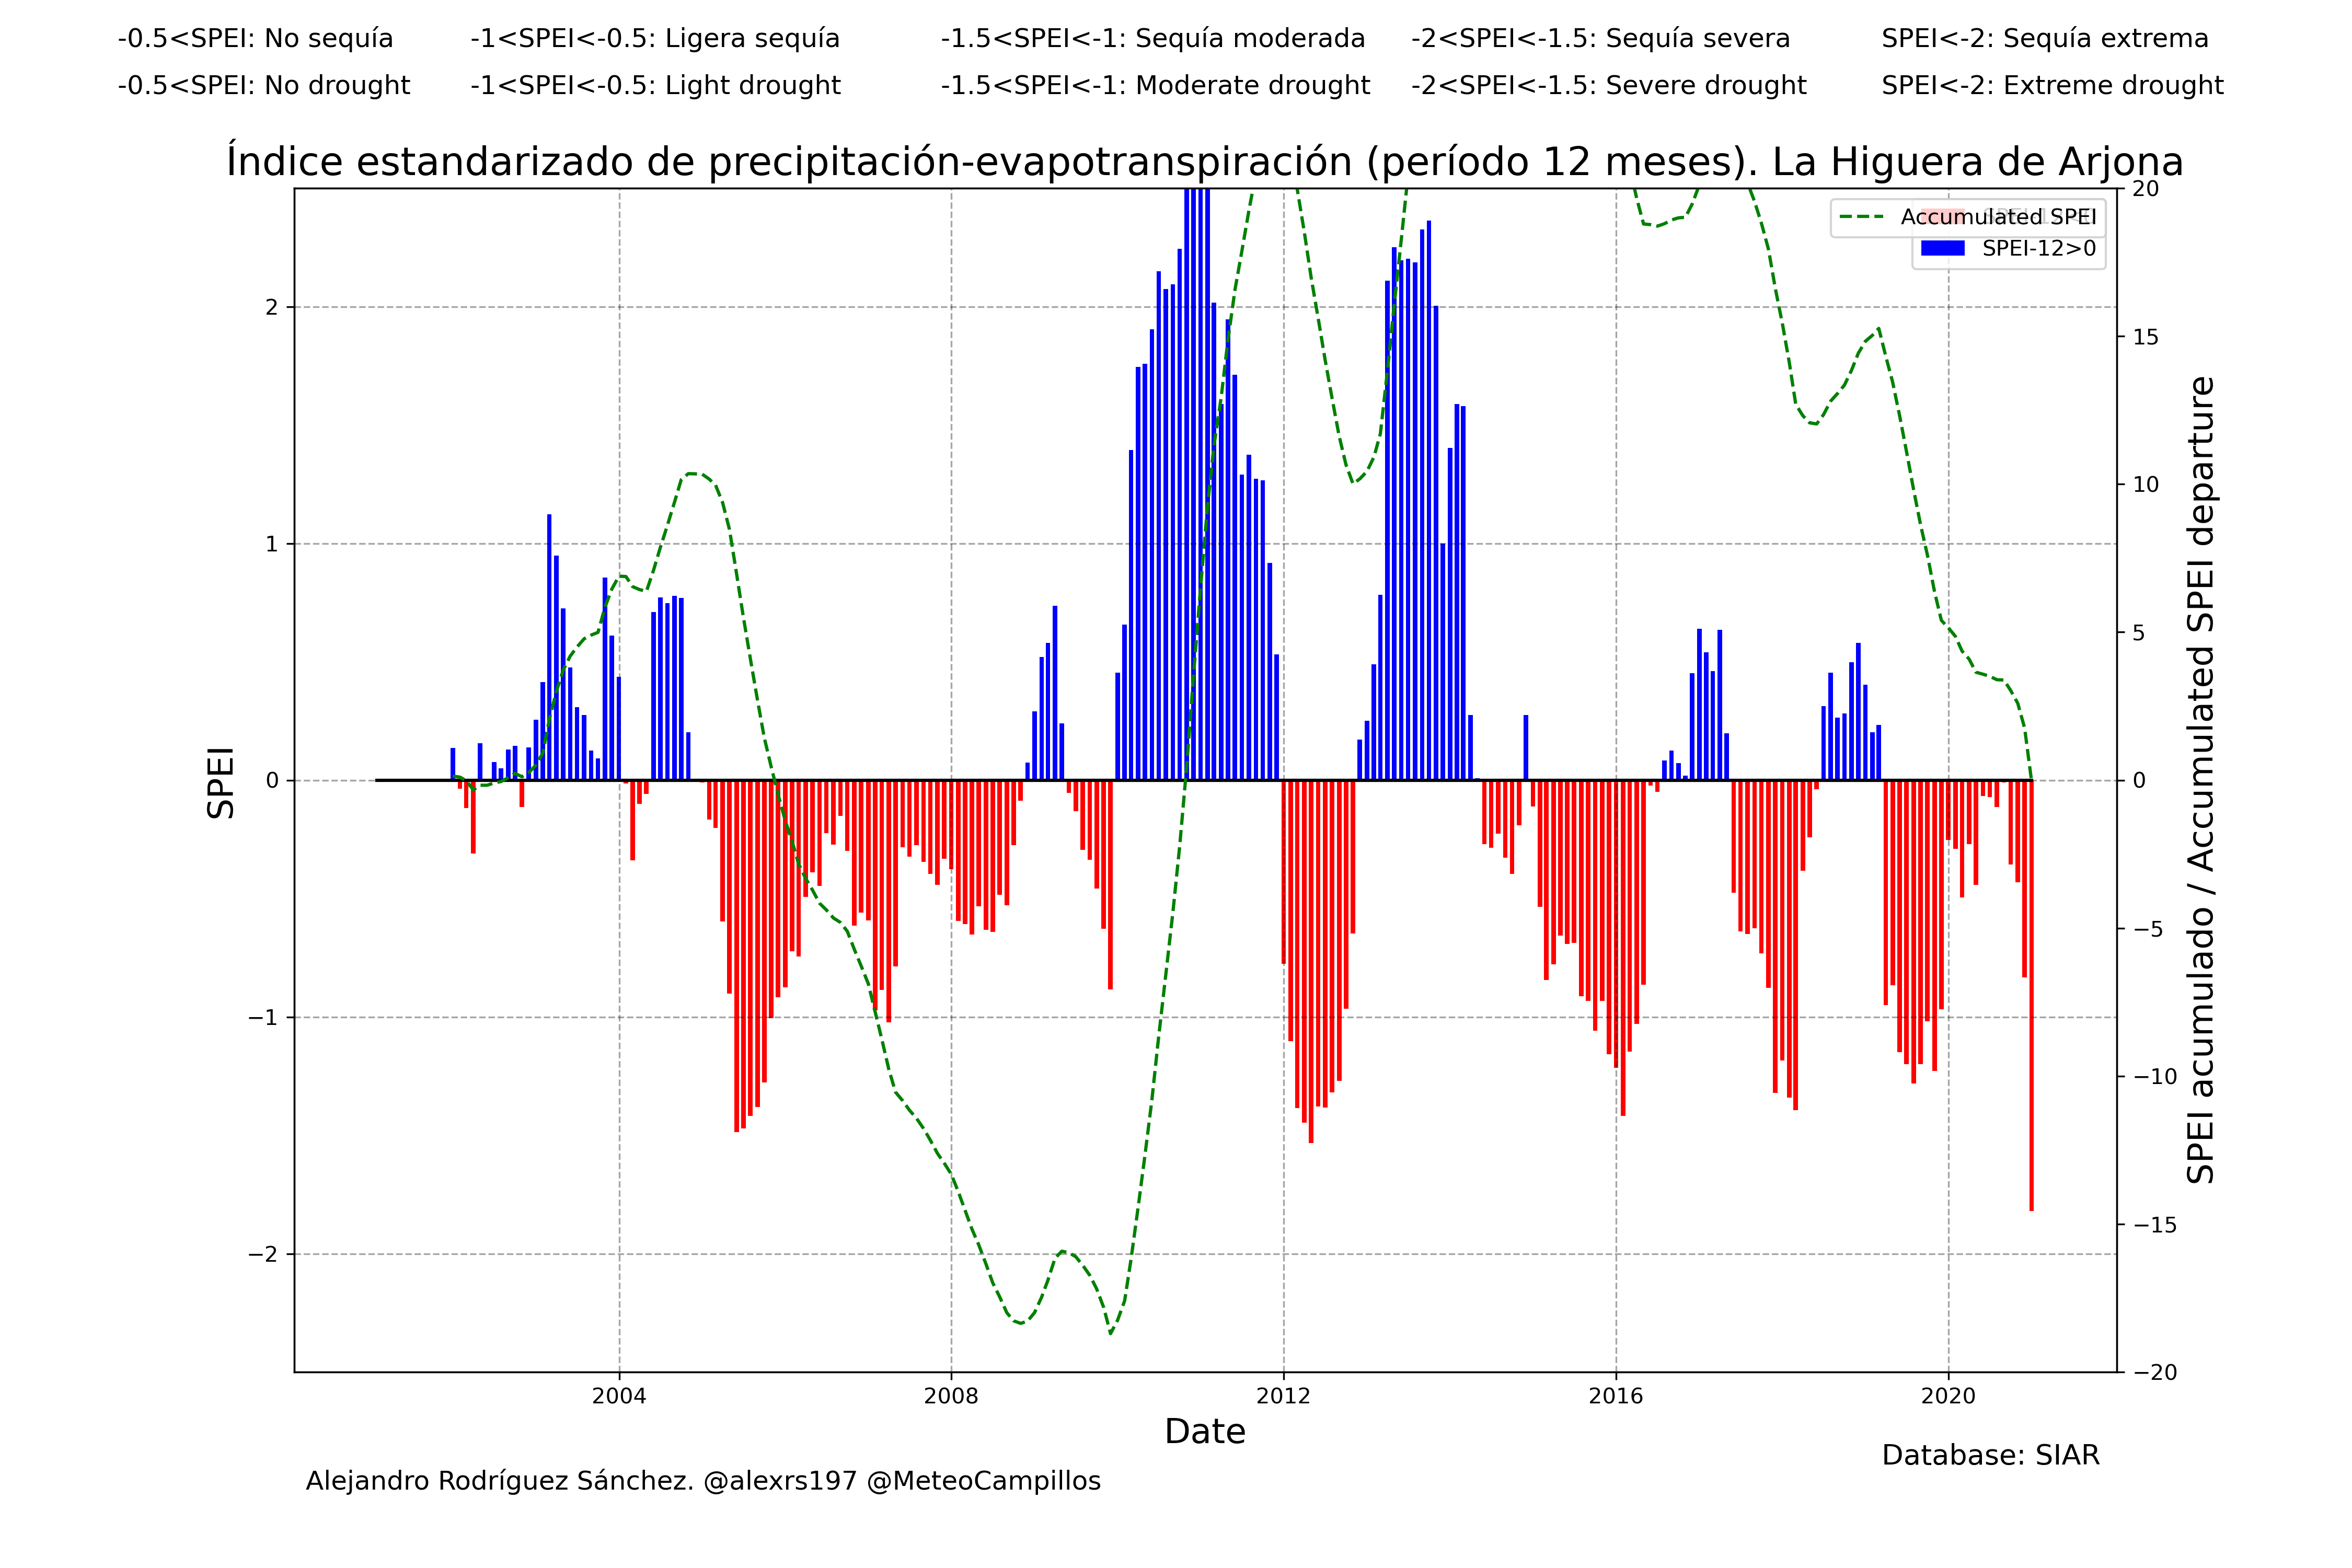 -0.5<SPEI: No sequía -1<SPEI<-0.5: Ligera sequía -1.5<SPEI<-1: Sequía moderada -2<SPEI<-1.5: Sequía severa SPEI<-2: Sequía extrema
-0.5<SPEI: No drought -1<SPEI<-0.5: Light drought -1.5<SPEI<-1: Moderate drought -2<SPEI<-1.5: Severe drought SPEI<-2: Extreme drought
Índice estandarizado de precipitación-evapotranspiración (período 12 meses). La Higuera de Arjona
Accumulated SPEI
SPEI-12>0
SPEI
2
1
0
−1
−2
20
15
10
5
0
−5
−10
−15
−20
SPEI acumulado / Accumulated SPEI departure
2004 2008 2012 2016 2020
Date
Database: SIAR
Alejandro Rodríguez Sánchez. @alexrs197 @MeteoCampillos